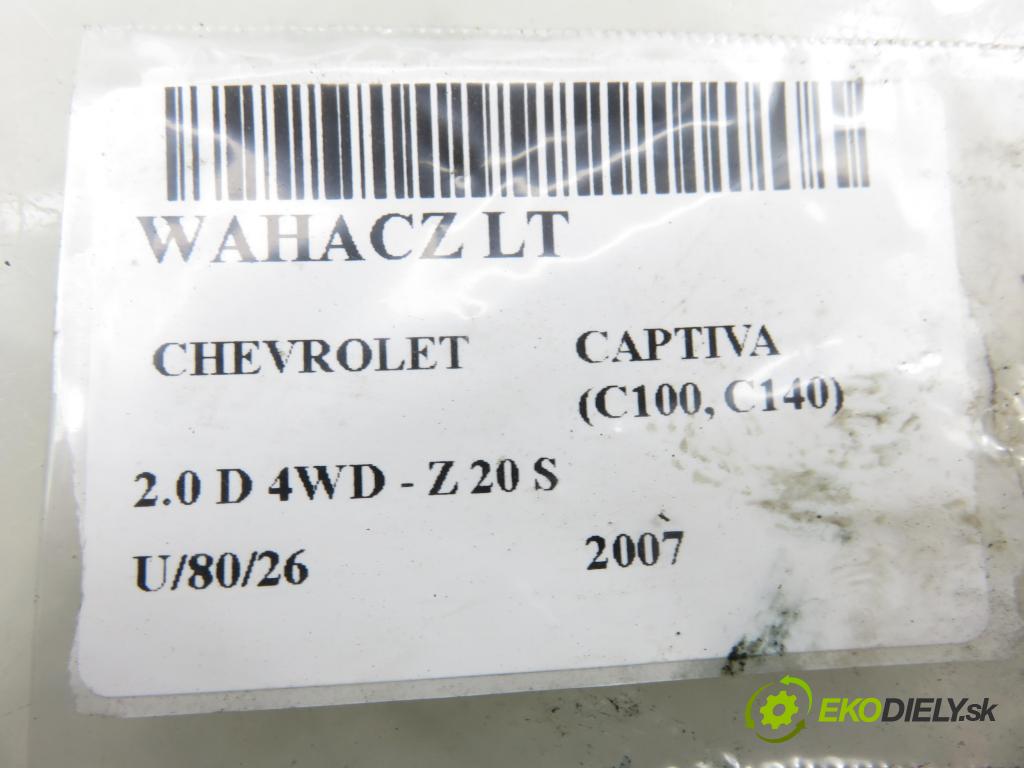 WAHACZ LT
CHEVROLET CAPTIVA
(C100, C140)
2.0 D 4WD - Z 20 S
U/80/26 2007
EKODIELY.sk